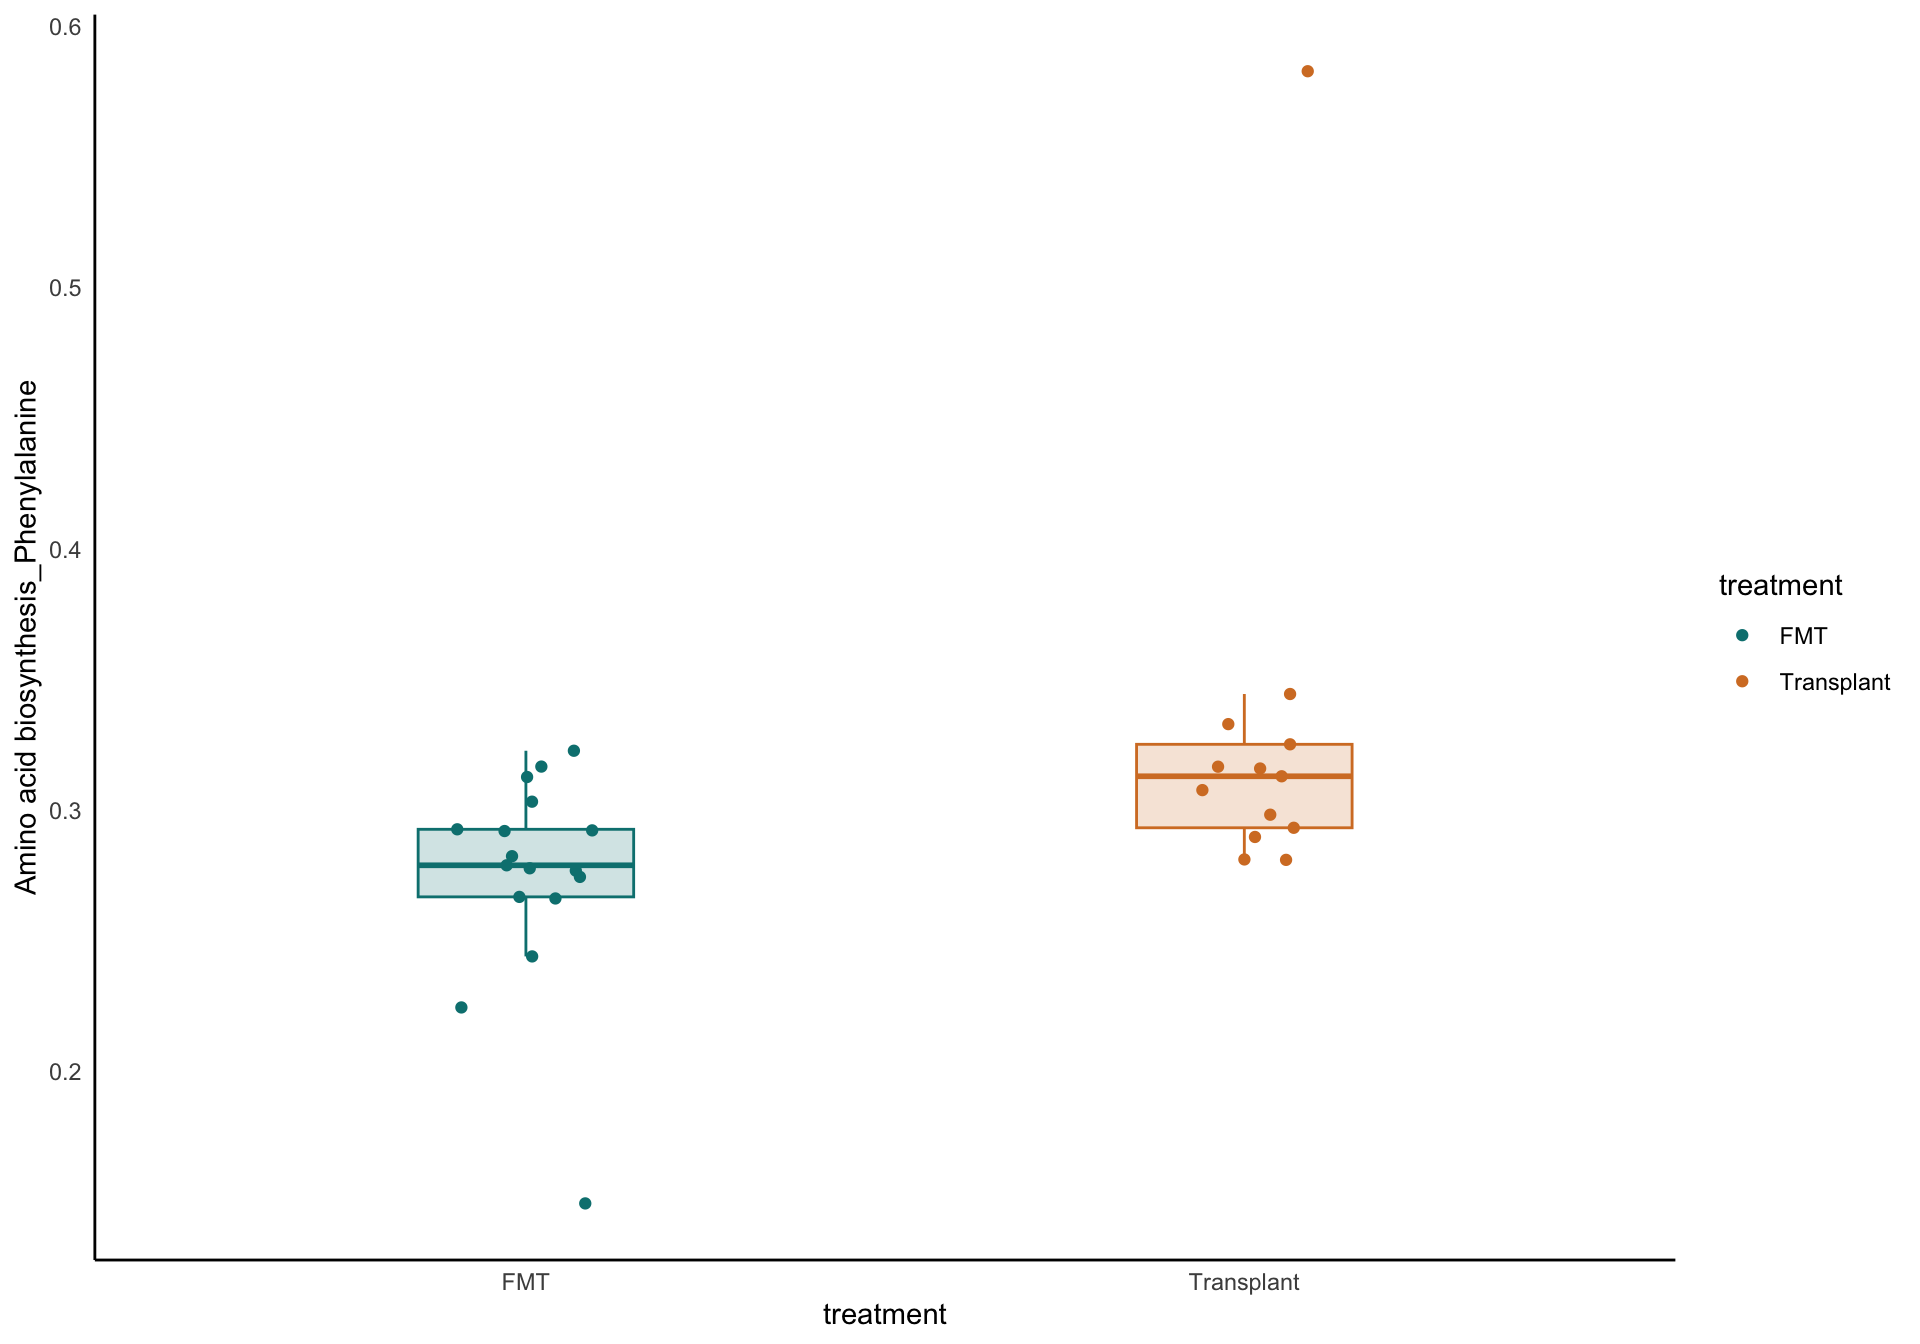 0.6
0.5
0.4
0.3
0.2
Amino acid biosynthesis_Phenylalanine
FMT
Transplant
treatment
treatment
FMT
Transplant